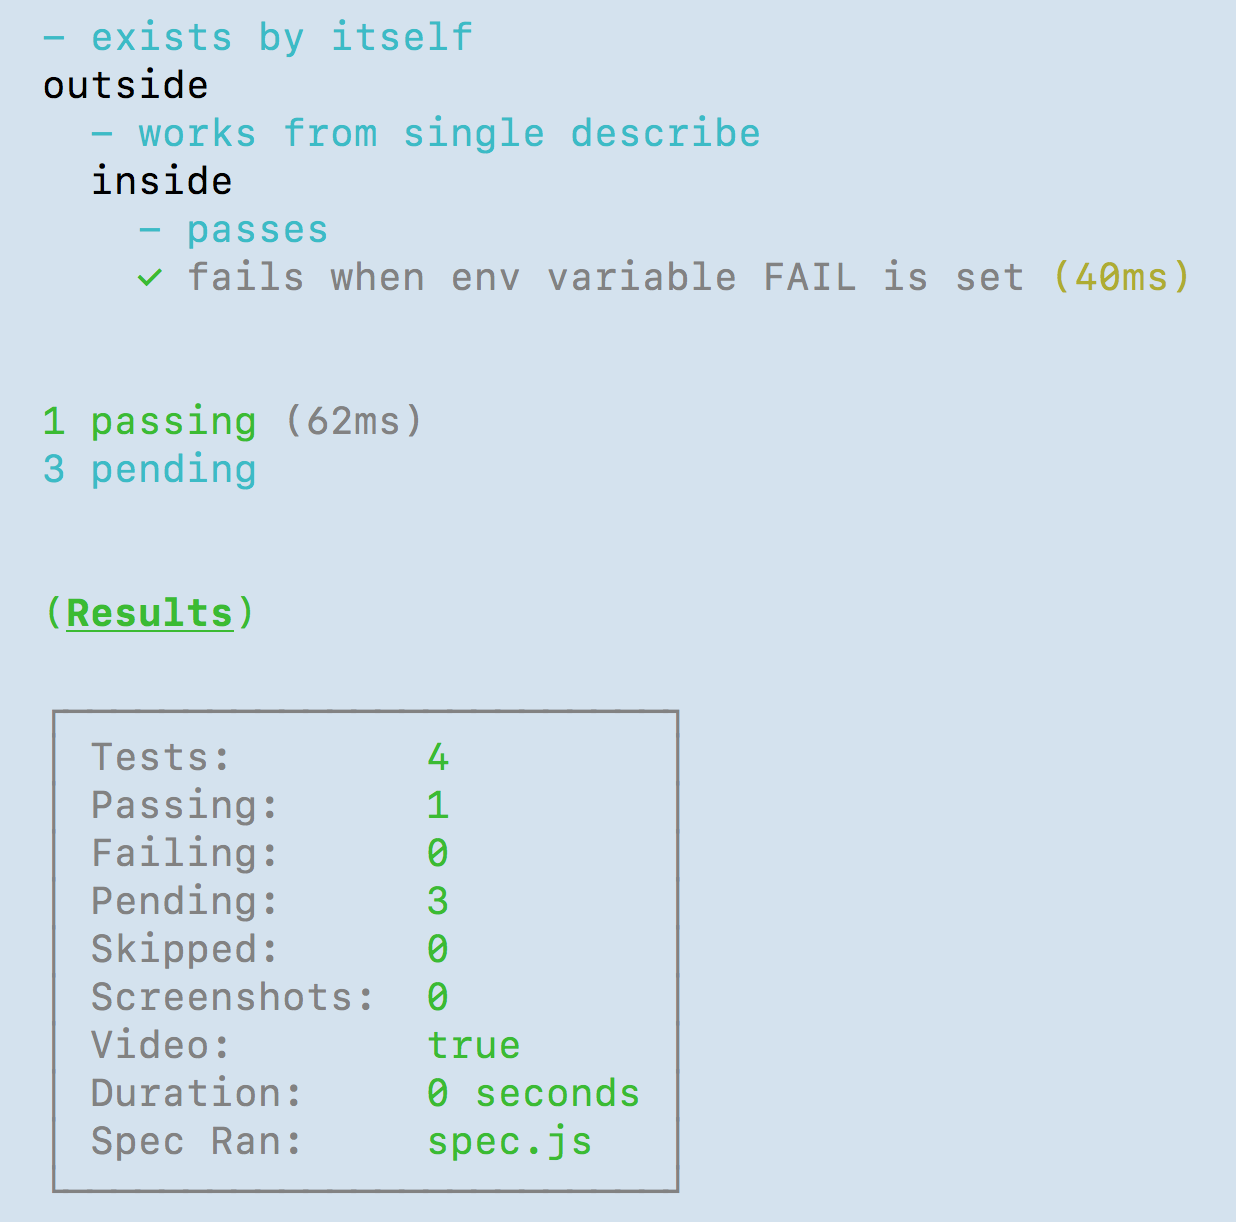 – exists by itself
outside
– works from single describe
inside
– passes
✓ fails when env variable FAIL is set (40ms)
1 passing (62ms)
3 pending
(Results)
Tests: 4
Passing: 1
Failing: 0
Pending: 3
Skipped: 0
Screenshots: 0
Video: true
Duration: 0 seconds
Spec Ran: spec.js